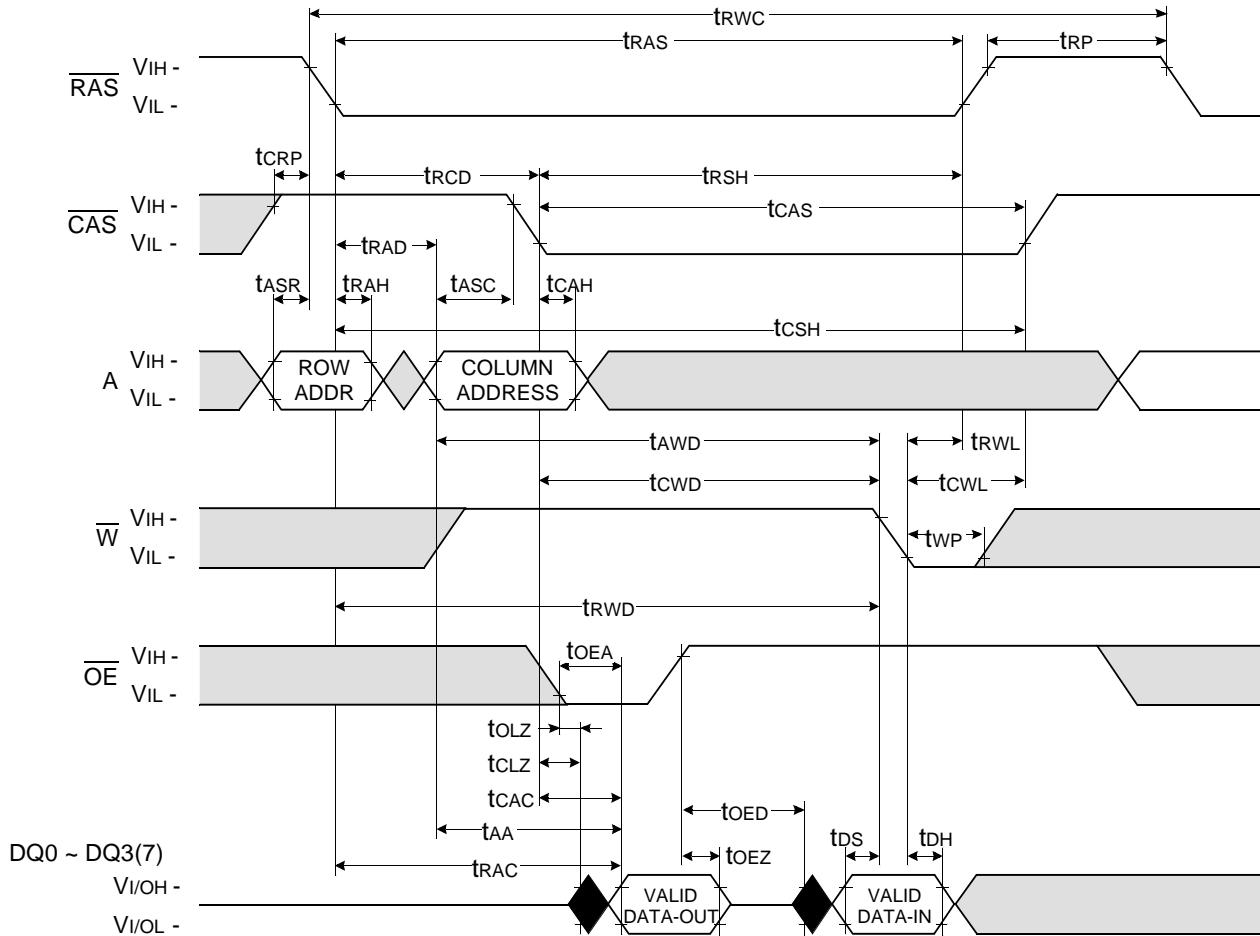 tRWC
tRAS
tRP
RAS
VIH -
VIL -
tCRP
tRCD
tRSH
CAS
VIH -
VIL -
tCAS
tRAD
tASR
tRAH
tASC
tCAH
tCSH
A
VIH -
VIL -
ROW
ADDR
COLUMN
ADDRESS
tAWD
tRWL
tCWD
tCWL
W
VIH -
VIL -
tWP
tRWD
OE
VIH -
VIL -
tOEA
tOLZ
tCLZ
tCAC
tOED
tAA
tDS
tDH
DQ0 ~ DQ3(7)
tRAC
tOEZ
VI/OH -
VI/OL -
VALID
DATA-OUT
VALID
DATA-IN